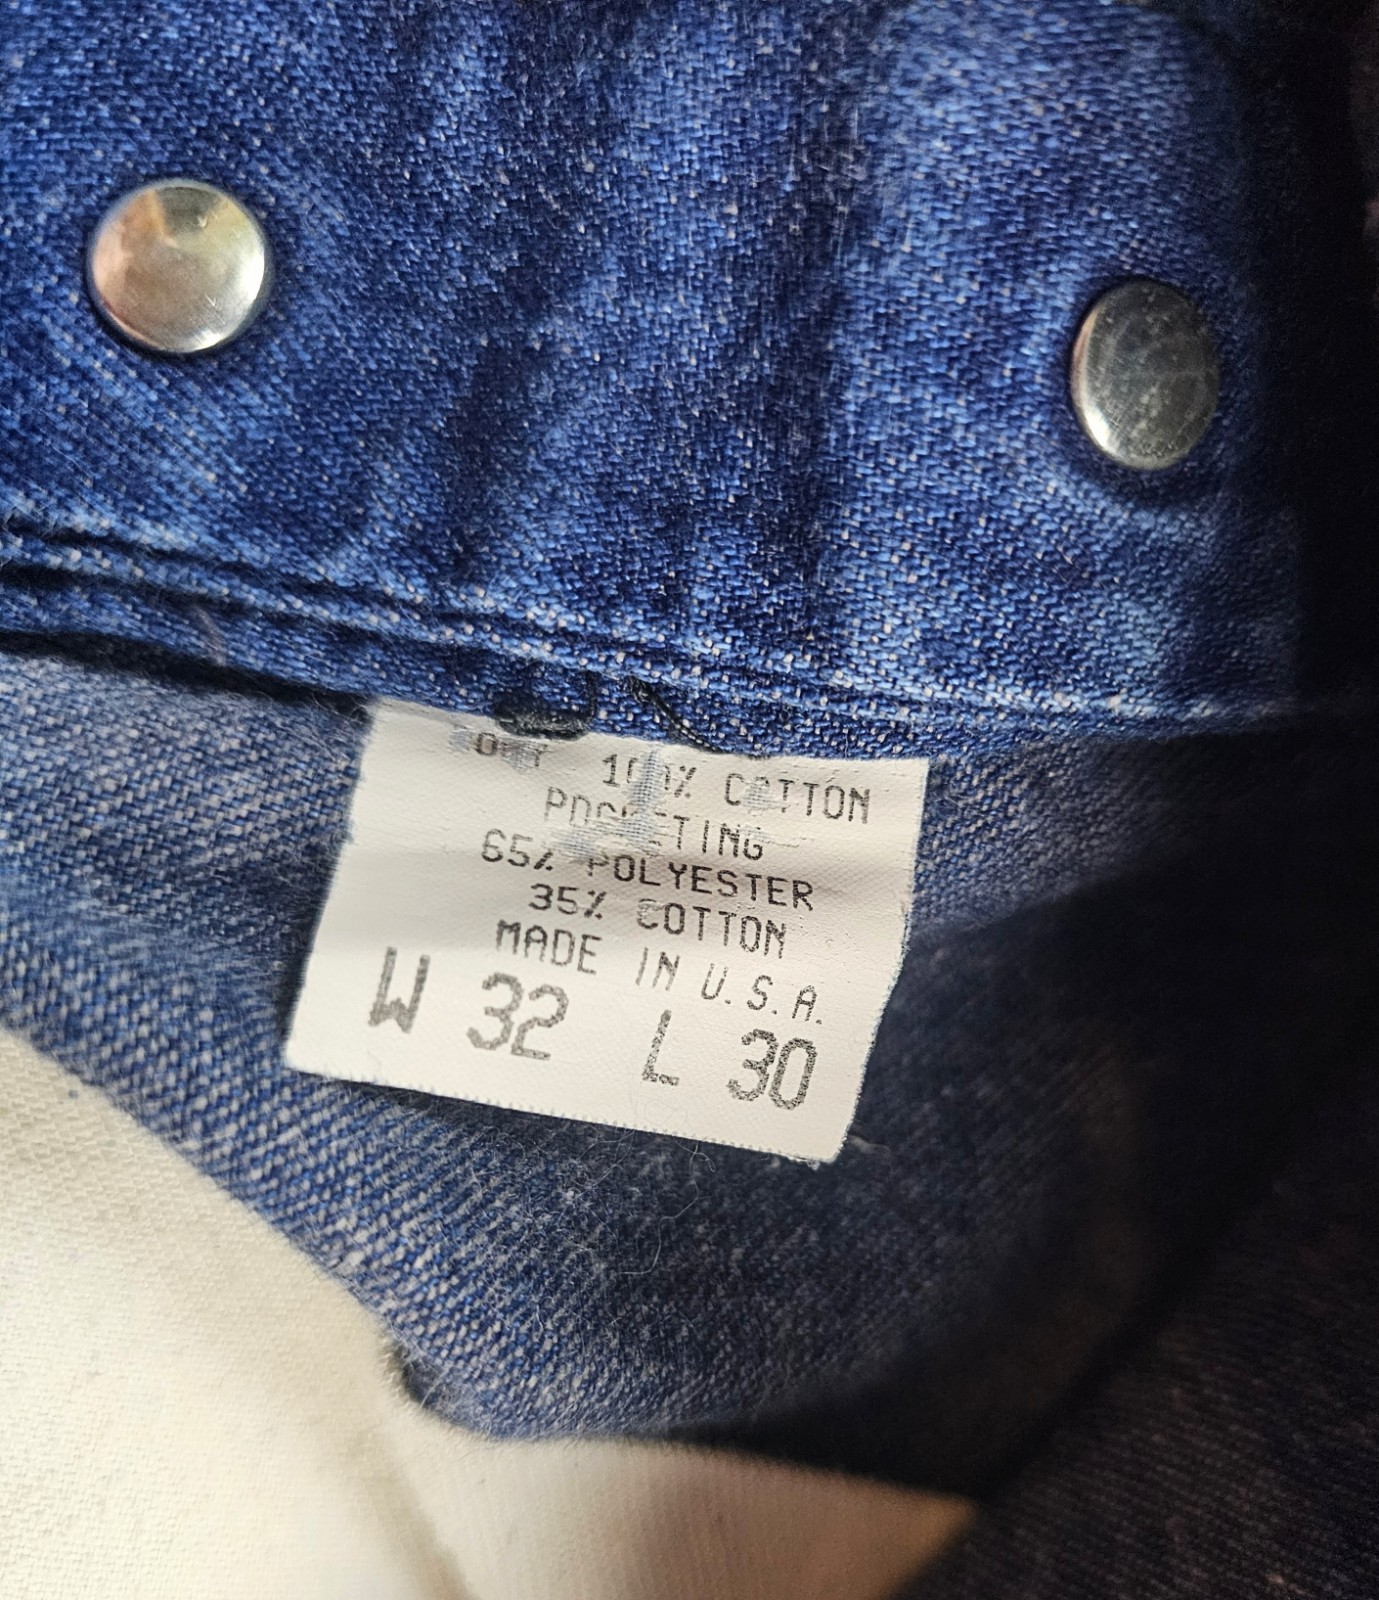 100% COTTON
POCKETING
65% POLYESTER
35% COTTON
MADE IN U.S.A.
W 32 L 30